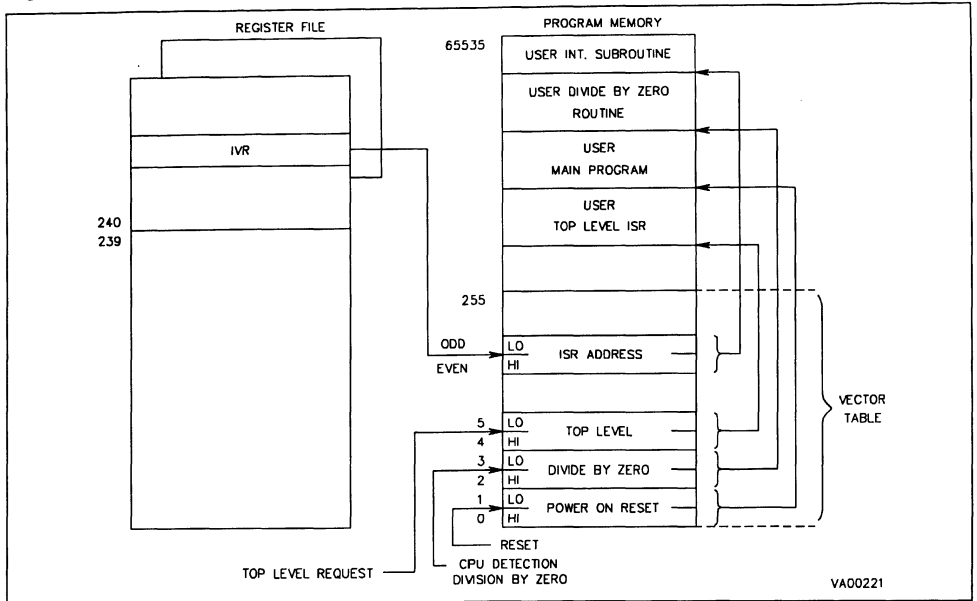 REGISTER FILE
IVR
240
239
PROGRAM MEMORY
65535
USER INT. SUBROUTINE
USER DIVIDE BY ZERO
ROUTINE
USER
MAIN PROGRAM
USER
TOP LEVEL ISR
255
ODD
EVEN
LO
HI
ISR ADDRESS
5
4
LO
HI
TOP LEVEL
3
2
LO
HI
DIVIDE BY ZERO
1
0
LO
HI
POWER ON RESET
VECTOR
TABLE
RESET
CPU DETECTION
DIVISION BY ZERO
TOP LEVEL REQUEST
VA00221